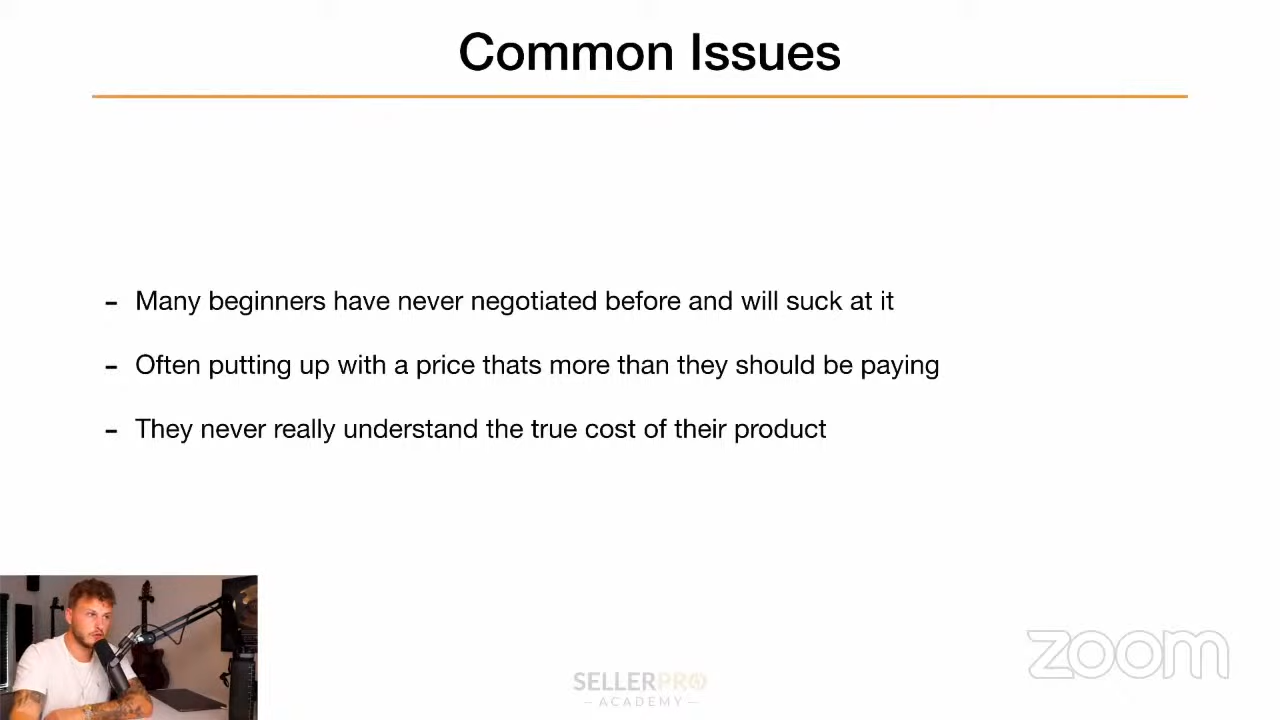 Common Issues
- Many beginners have never negotiated before and will suck at it
- Often putting up with a price thats more than they should be paying
- They never really understand the true cost of their product
zoom
SELLERPRO
—ACADEMY—